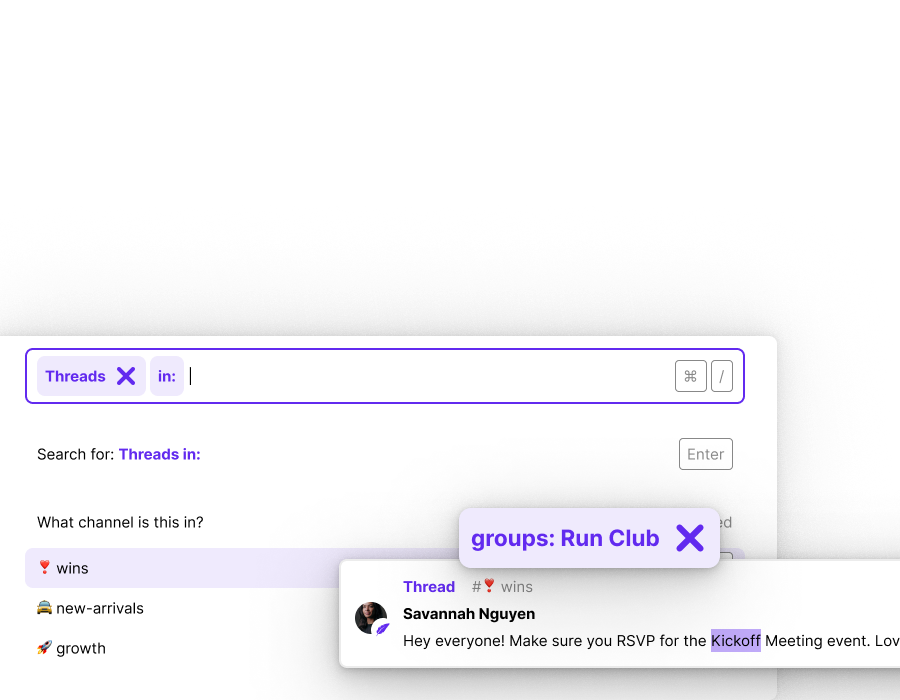 Threads in: ⌘ /
Search for: Threads in: Enter
What channel is this in?
groups: Run Club
wins
Thread # wins
new-arrivals
Savannah Nguyen
Hey everyone! Make sure you RSVP for the Kickoff Meeting event. Lov
growth